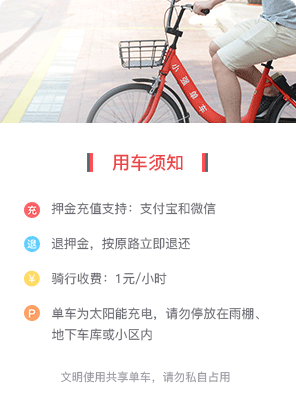 小强单车
用车须知
充 押金充值支持：支付宝和微信
退 退押金，按原路立即退还
¥ 骑行收费：1元/小时
P 单车为太阳能充电，请勿停放在雨棚、
地下车库或小区内
文明使用共享单车，请勿私自占用